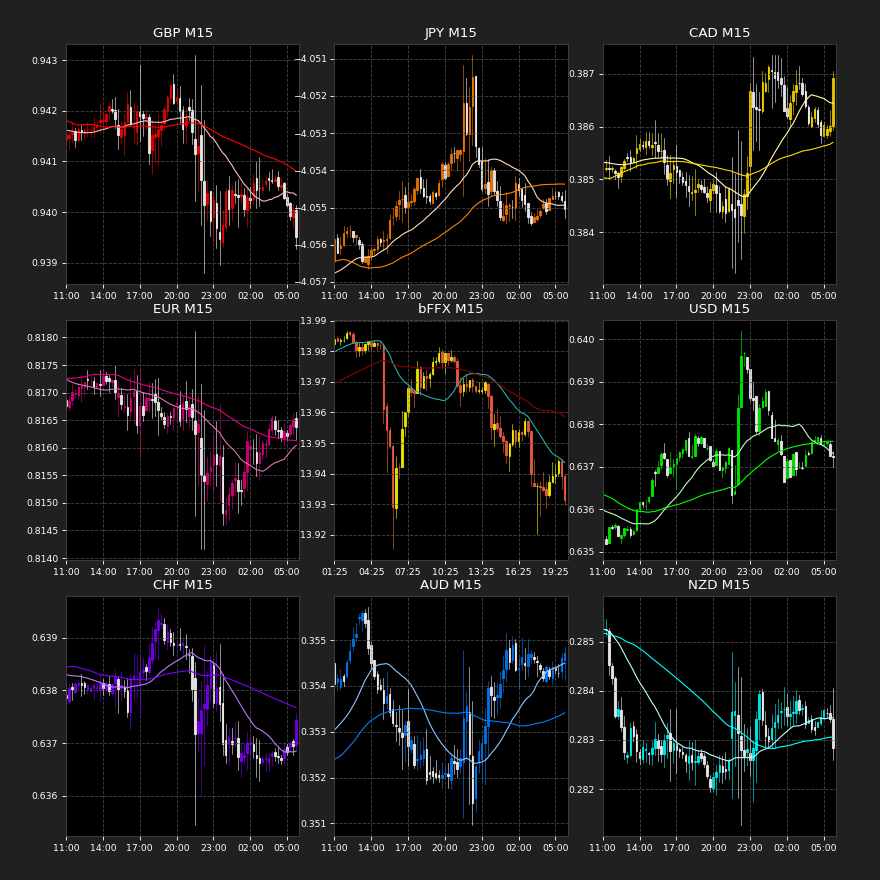 GBP M15
JPY M15
CAD M15
0.943
0.942
0.941
0.940
0.939
−4.051
−4.052
−4.053
−4.054
−4.055
−4.056
−4.057
0.387
0.386
0.385
0.384
11:00 14:00 17:00 20:00 23:00 02:00 05:00
11:00 14:00 17:00 20:00 23:00 02:00 05:00
11:00 14:00 17:00 20:00 23:00 02:00 05:00
EUR M15
bFFX M15
USD M15
0.8180
0.8175
0.8170
0.8165
0.8160
0.8155
0.8150
0.8145
0.8140
13.99
13.98
13.97
13.96
13.95
13.94
13.93
13.92
0.640
0.639
0.638
0.637
0.636
0.635
11:00 14:00 17:00 20:00 23:00 02:00 05:00
01:25 04:25 07:25 10:25 13:25 16:25 19:25
11:00 14:00 17:00 20:00 23:00 02:00 05:00
CHF M15
AUD M15
NZD M15
0.639
0.638
0.637
0.636
0.355
0.354
0.353
0.352
0.351
0.285
0.284
0.283
0.282
11:00 14:00 17:00 20:00 23:00 02:00 05:00
11:00 14:00 17:00 20:00 23:00 02:00 05:00
11:00 14:00 17:00 20:00 23:00 02:00 05:00